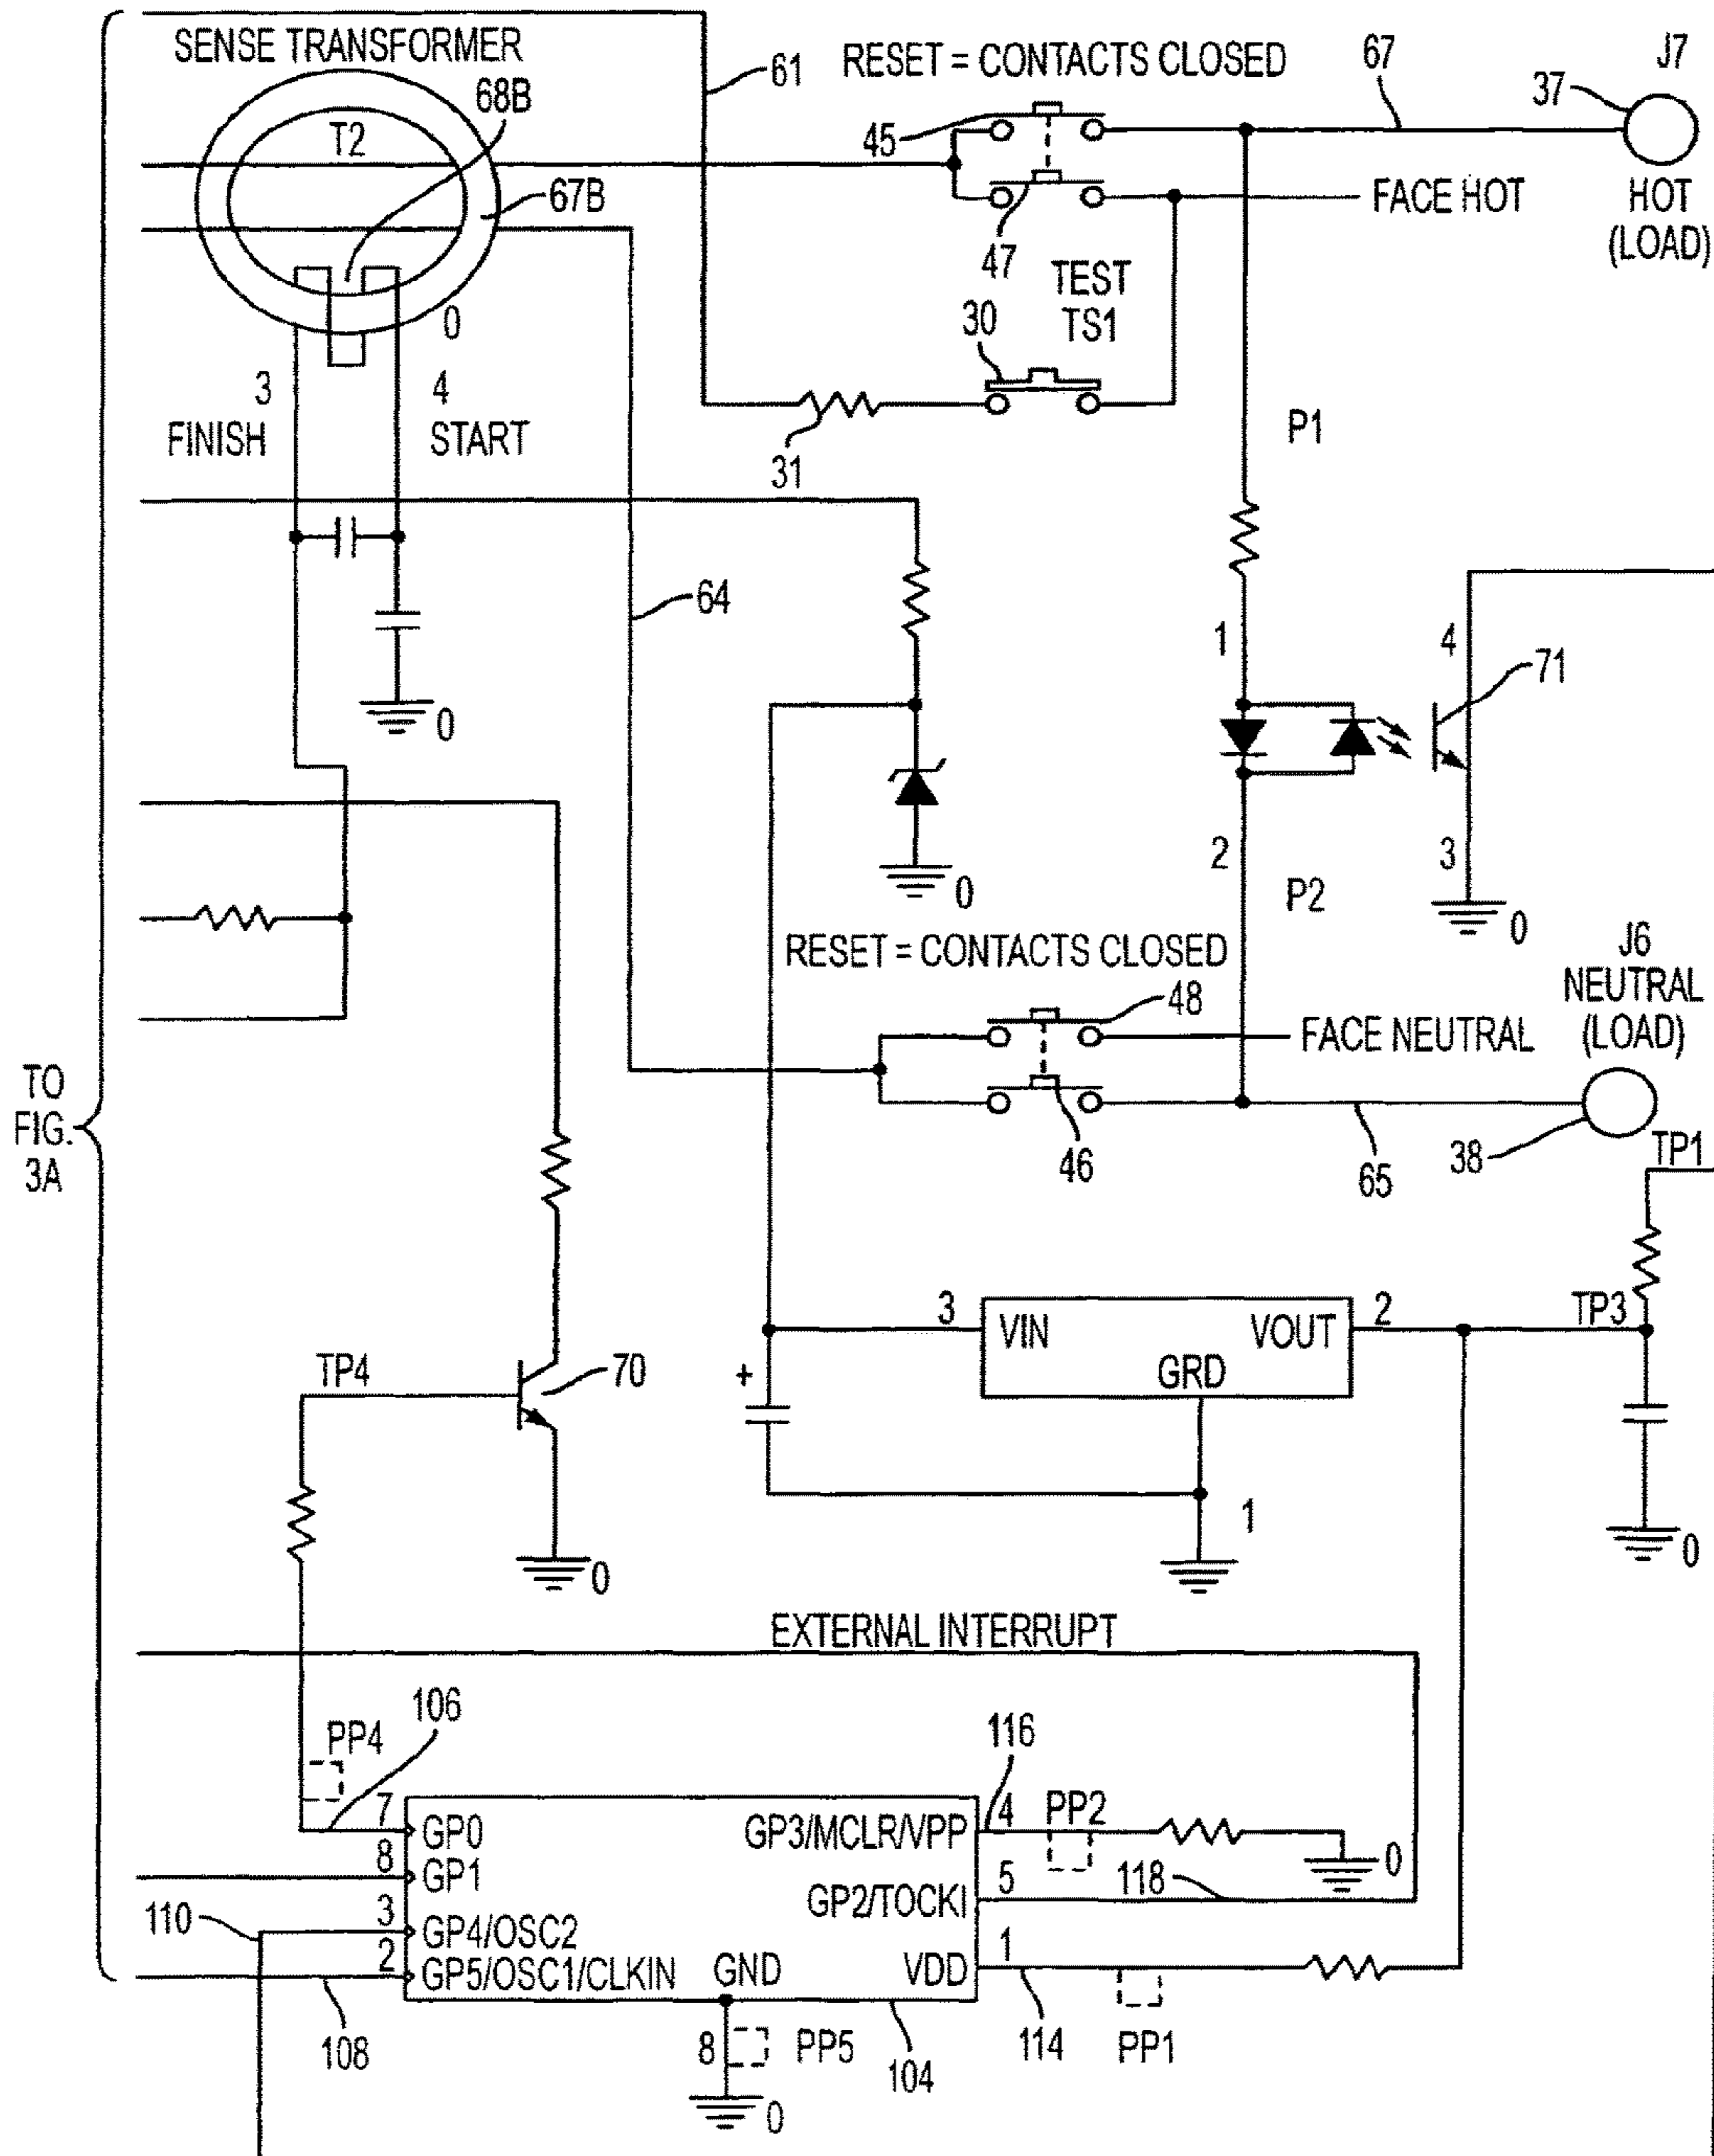 SENSE TRANSFORMER
68B
T2
67B
0
3
4
FINISH
START
61
RESET = CONTACTS CLOSED
45
47
67
37
J7
HOT
(LOAD)
FACE HOT
TEST
TS1
30
31
P1
64
0
1
4
71
2
3
P2
0
0
RESET = CONTACTS CLOSED
48
FACE NEUTRAL
46
65
J6
NEUTRAL
(LOAD)
38
TP1
TO
FIG.
3A
3
VIN
VOUT
GRD
2
TP3
+
1
0
TP4
70
0
EXTERNAL INTERRUPT
PP4
106
7
GP0
8
GP1
110
3
GP4/OSC2
2
GP5/OSC1/CLKIN
108
GND
GP3/MCLR/VPP
116
4
PP2
0
GP2/TOCKI
5
118
VDD
1
114
PP1
8
PP5
104
0